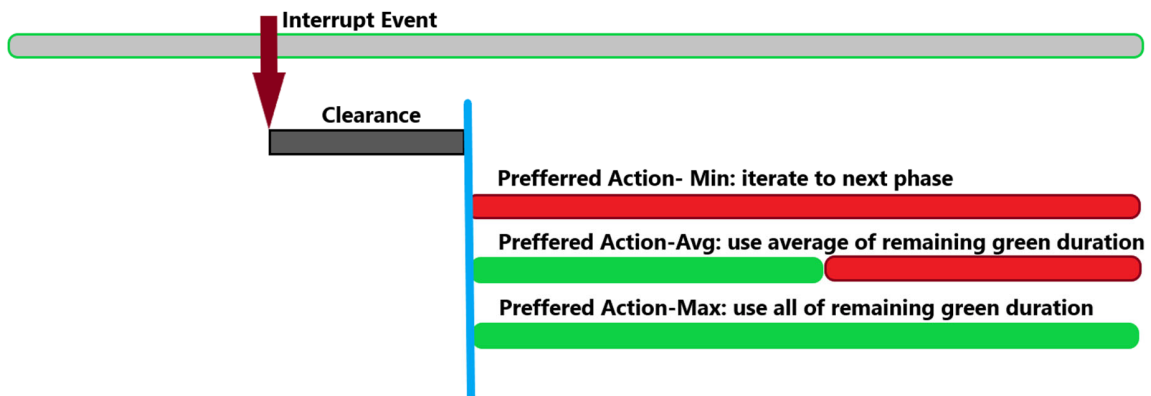 Interrupt Event
Clearance
Prefferred Action- Min: iterate to next phase
Preffered Action-Avg: use average of remaining green duration
Preffered Action-Max: use all of remaining green duration